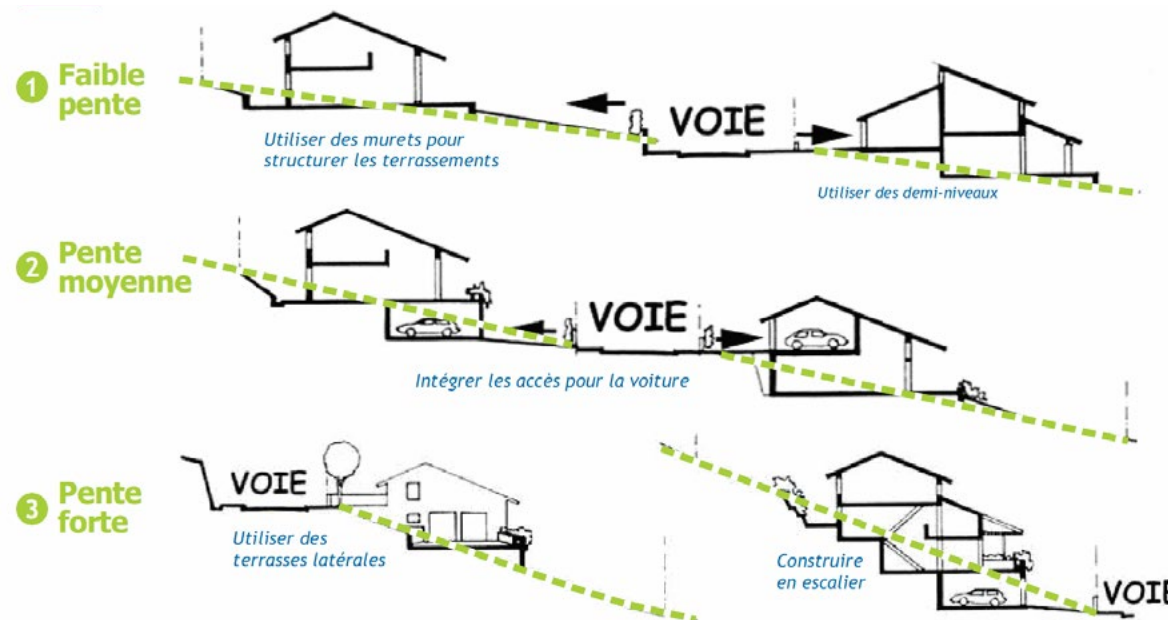 1 Faible
pente
VOIE
Utiliser des murets pour
structurer les terrassements
Utiliser des demi-niveaux
2 Pente
moyenne
VOIE
Intégrer les accès pour la voiture
3 Pente
forte
VOIE
Utiliser des
terrasses latérales
Construire
en escalier
VOIE